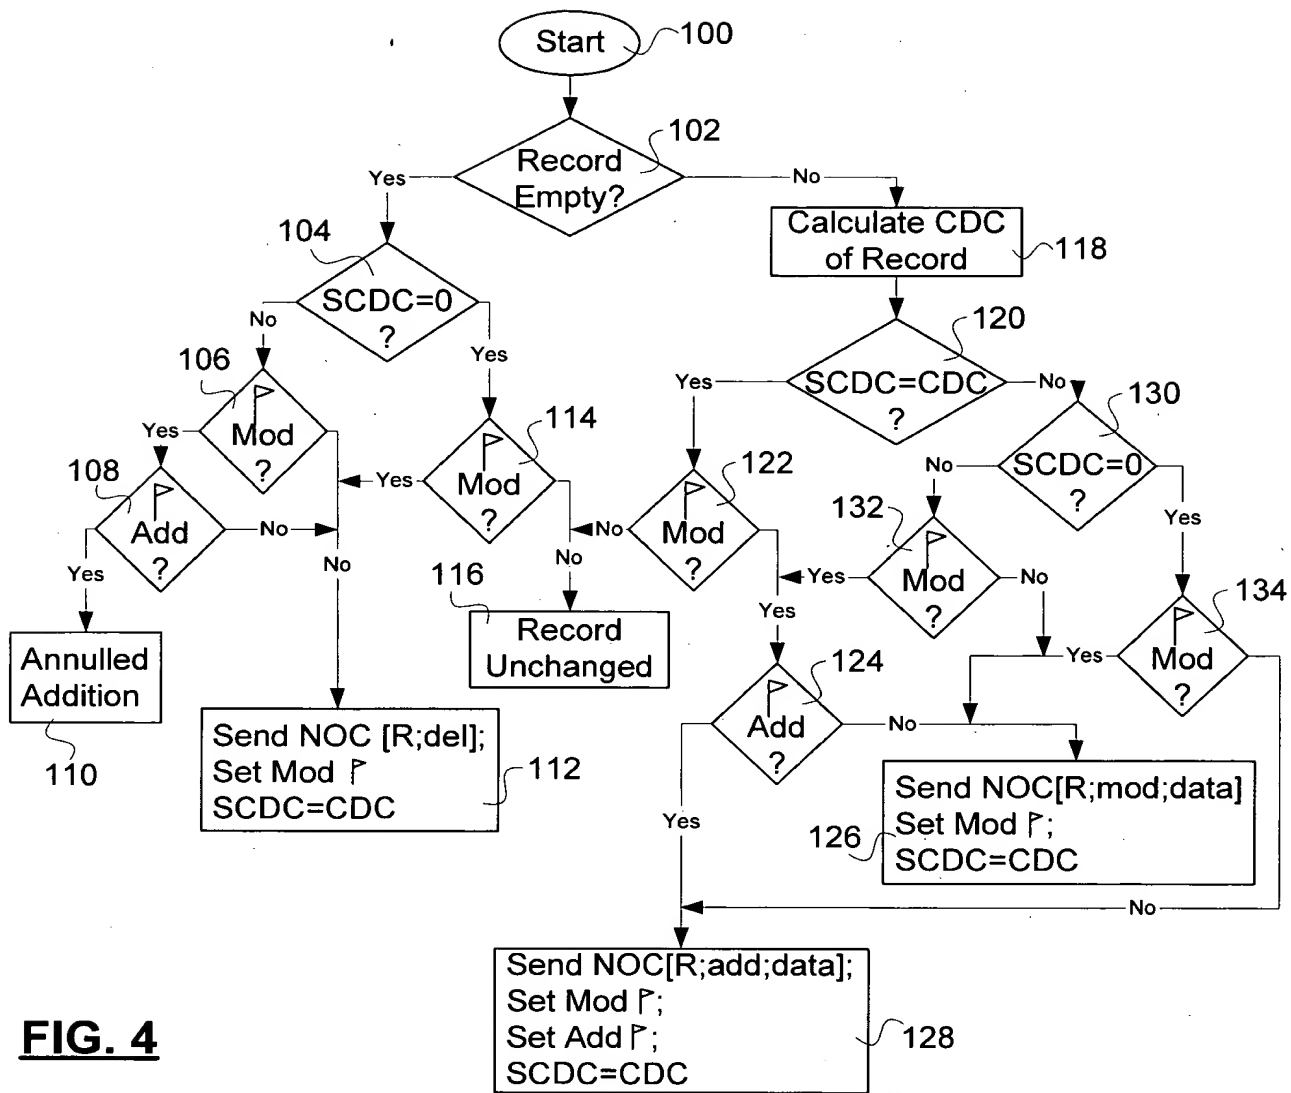 Start
100
Record
Empty?
102
Yes
No
Calculate CDC
of Record
118
104
SCDC=0
?
No
Yes
120
SCDC=CDC
?
Yes
No
106
Mod
?
Yes
No
114
Mod
?
Yes
No
130
SCDC=0
?
No
Yes
108
Add
?
No
Yes
122
Mod
?
No
Yes
132
Mod
?
Yes
No
134
Mod
?
Yes
No
116
Record
Unchanged
Annulled
Addition
110
124
Add
?
No
Yes
Send NOC [R;del];
Set Mod
SCDC=CDC
112
Send NOC[R;mod;data]
Set Mod ;
SCDC=CDC
126
Send NOC[R;add;data];
Set Mod ;
Set Add ;
SCDC=CDC
128
FIG. 4